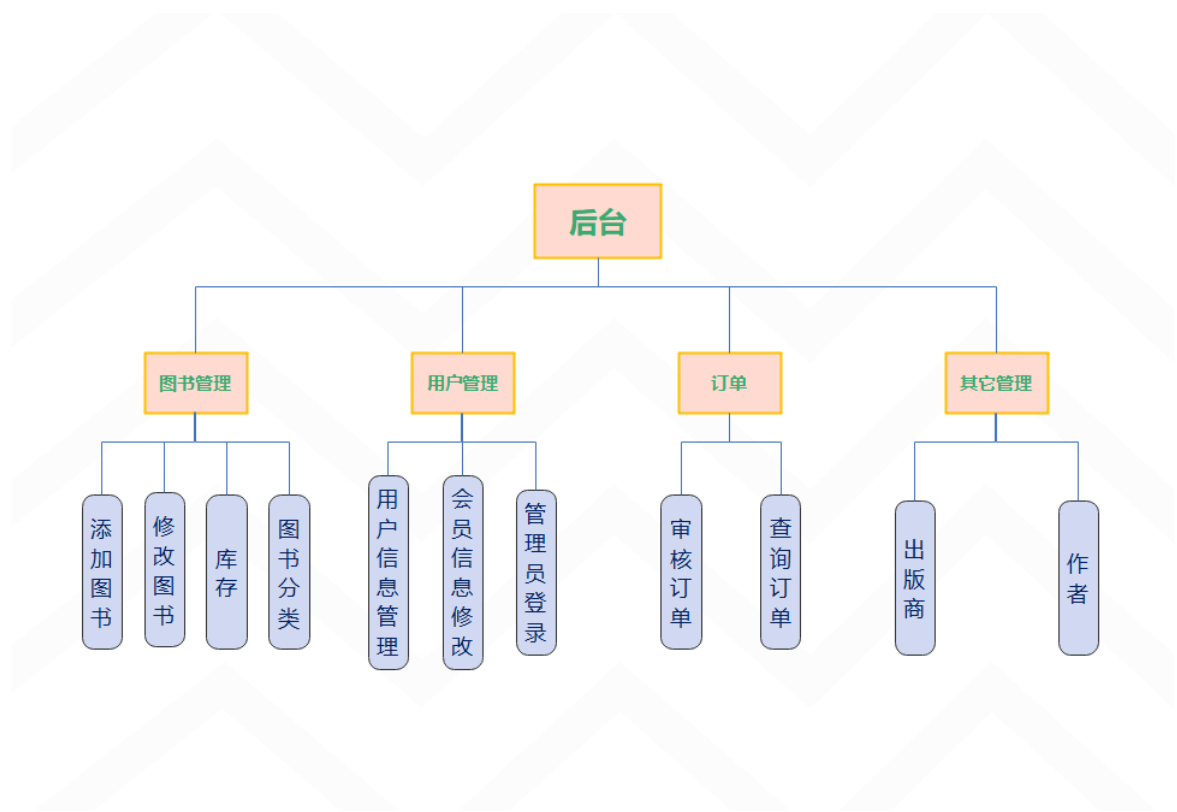 后台
图书管理
用户管理
订单
其它管理
添加图书
修改图书
库存
图书分类
用户信息管理
会员信息修改
管理员登录
审核订单
查询订单
出版商
作者